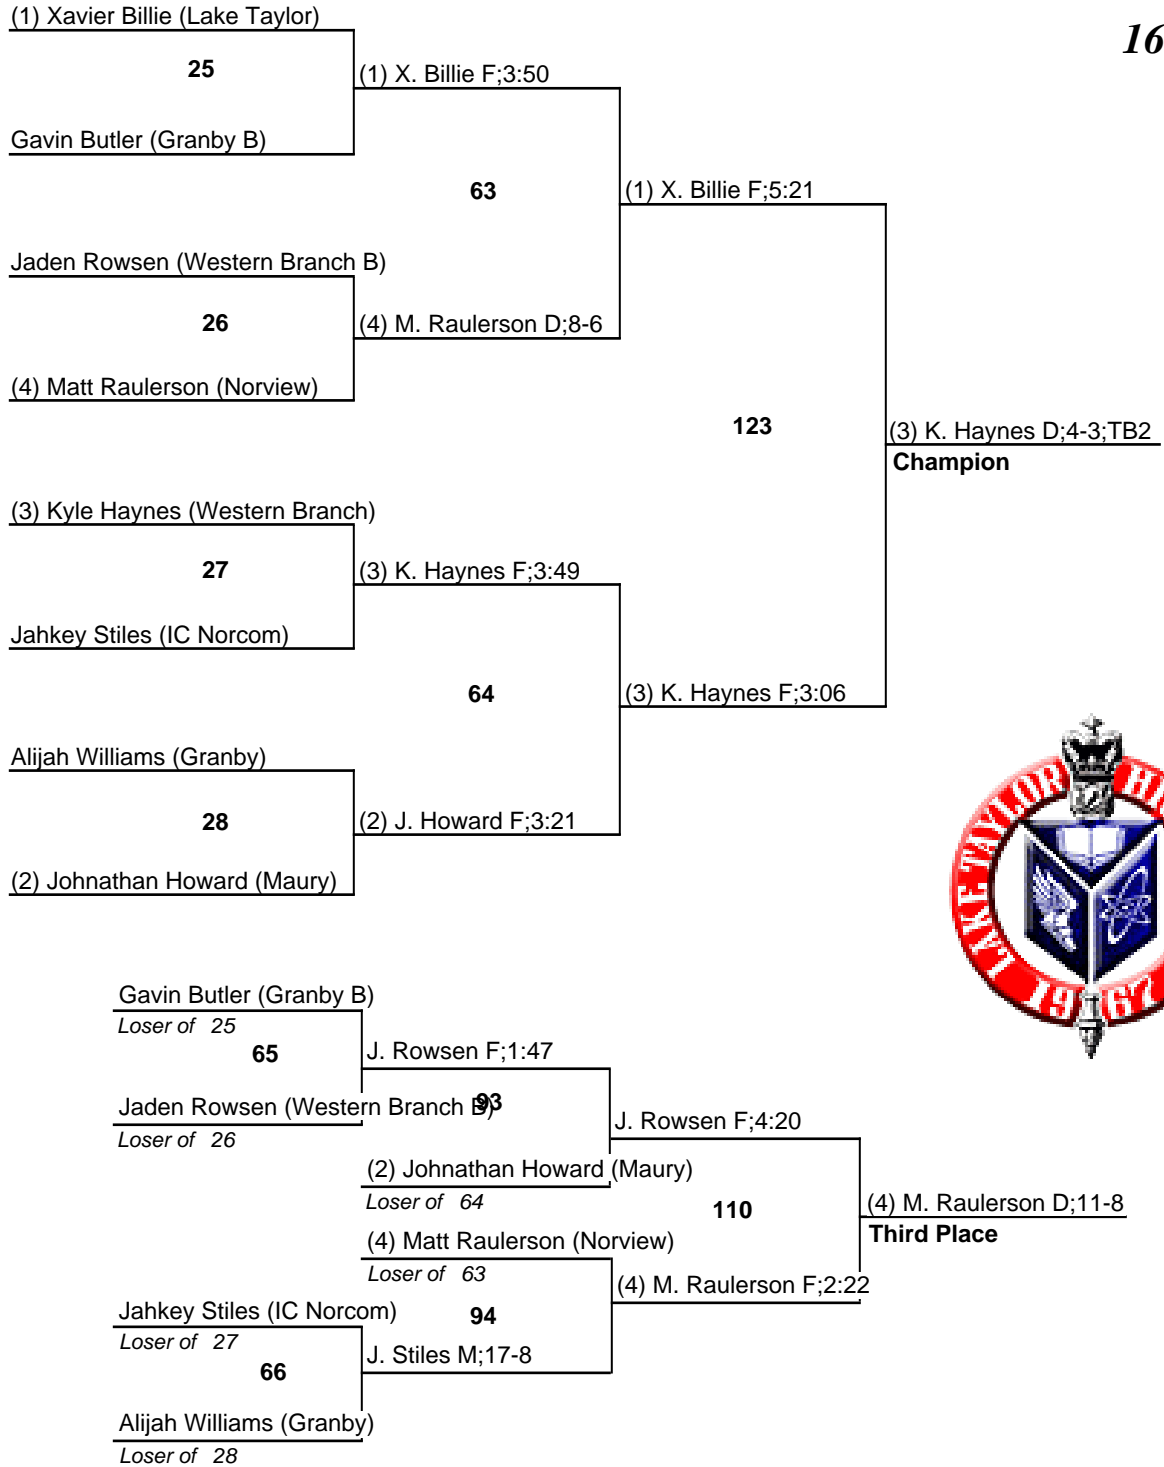 (1) Xavier Billie (Lake Taylor)
16
25
(1) X. Billie F;3:50
Gavin Butler (Granby B)
63
(1) X. Billie F;5:21
Jaden Rowsen (Western Branch B)
26
(4) M. Raulerson D;8-6
(4) Matt Raulerson (Norview)
123
(3) K. Haynes D;4-3;TB2
Champion
(3) Kyle Haynes (Western Branch)
27
(3) K. Haynes F;3:49
Jahkey Stiles (IC Norcom)
64
(3) K. Haynes F;3:06
Alijah Williams (Granby)
28
(2) J. Howard F;3:21
(2) Johnathan Howard (Maury)
LAKE TAYLOR
1967
Gavin Butler (Granby B)
Loser of 25
65
J. Rowsen F;1:47
Jaden Rowsen (Western Branch B)
93
Loser of 26
J. Rowsen F;4:20
(2) Johnathan Howard (Maury)
Loser of 64
110
(4) M. Raulerson D;11-8
Third Place
(4) Matt Raulerson (Norview)
Loser of 63
(4) M. Raulerson F;2:22
Jahkey Stiles (IC Norcom)
94
Loser of 27
66
J. Stiles M;17-8
Alijah Williams (Granby)
Loser of 28